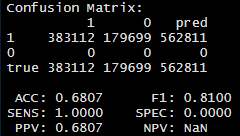 Confusion Matrix:
1 0 pred
1 383112 179699 562811
0 0 0 0
true 383112 179699 562811
ACC: 0.6807 F1: 0.8100
SENS: 1.0000 SPEC: 0.0000
PPV: 0.6807 NPV: NaN